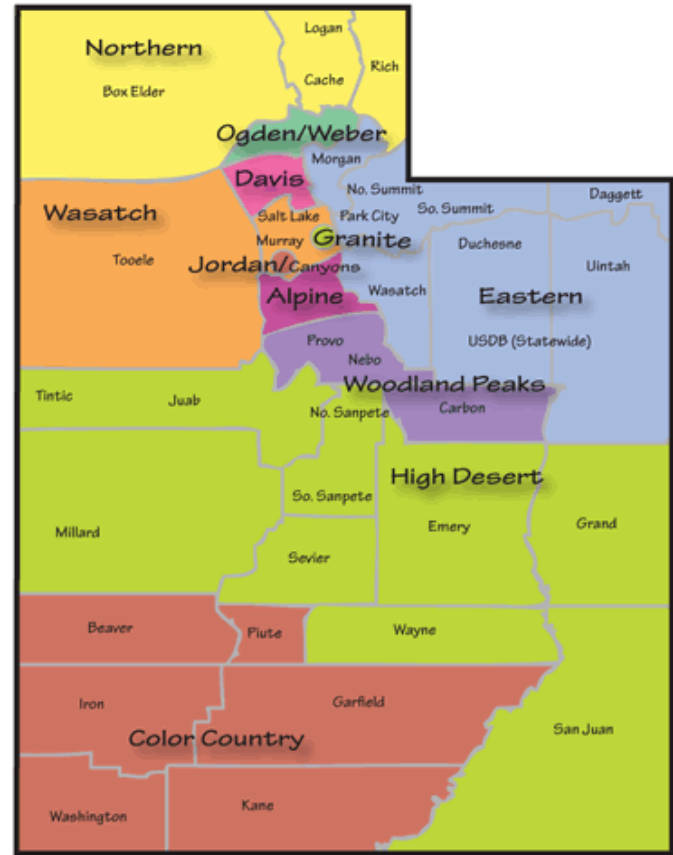 Northern
Logan
Rich
Cache
Box Elder
Ogden/Weber
Morgan
Davis
No. Summit
Daggett
Wasatch
Salt Lake
Park City
So. Summit
Murray
Granite
Duchesne
Tooele
Jordan/Canyons
Uintah
Alpine
Wasatch
Eastern
Provo
USDB (Statewide)
Nebo
Woodland Peaks
Tintic
Juab
No. Sanpete
Carbon
High Desert
So. Sanpete
Millard
Emery
Grand
Sevier
Beaver
Piute
Wayne
Iron
Garfield
San Juan
Color Country
Washington
Kane